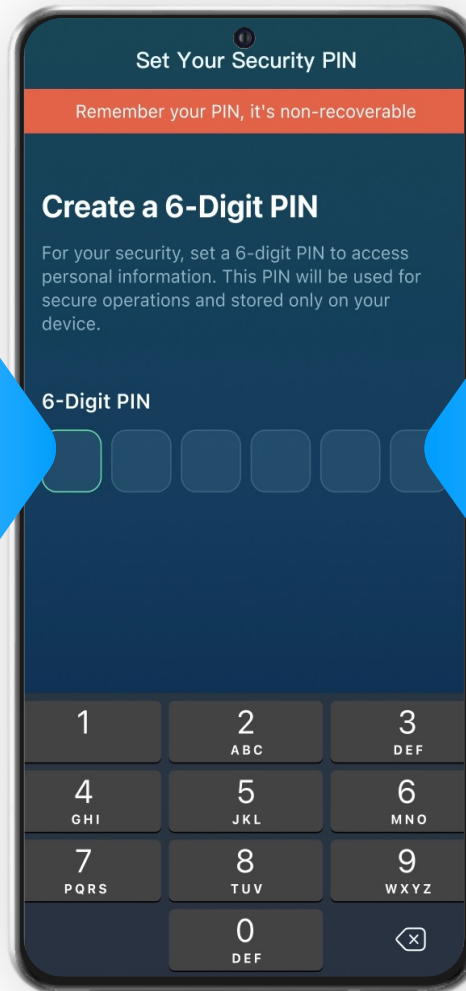 Set Your Security PIN
Remember your PIN, it's non-recoverable
Create a 6-Digit PIN
For your security, set a 6-digit PIN to access
personal information. This PIN will be used for
secure operations and stored only on your
device.
6-Digit PIN
1 2 3
ABC DEF
4 5 6
GHI JKL MNO
7 8 9
PQRS TUV WXYZ
0
DEF